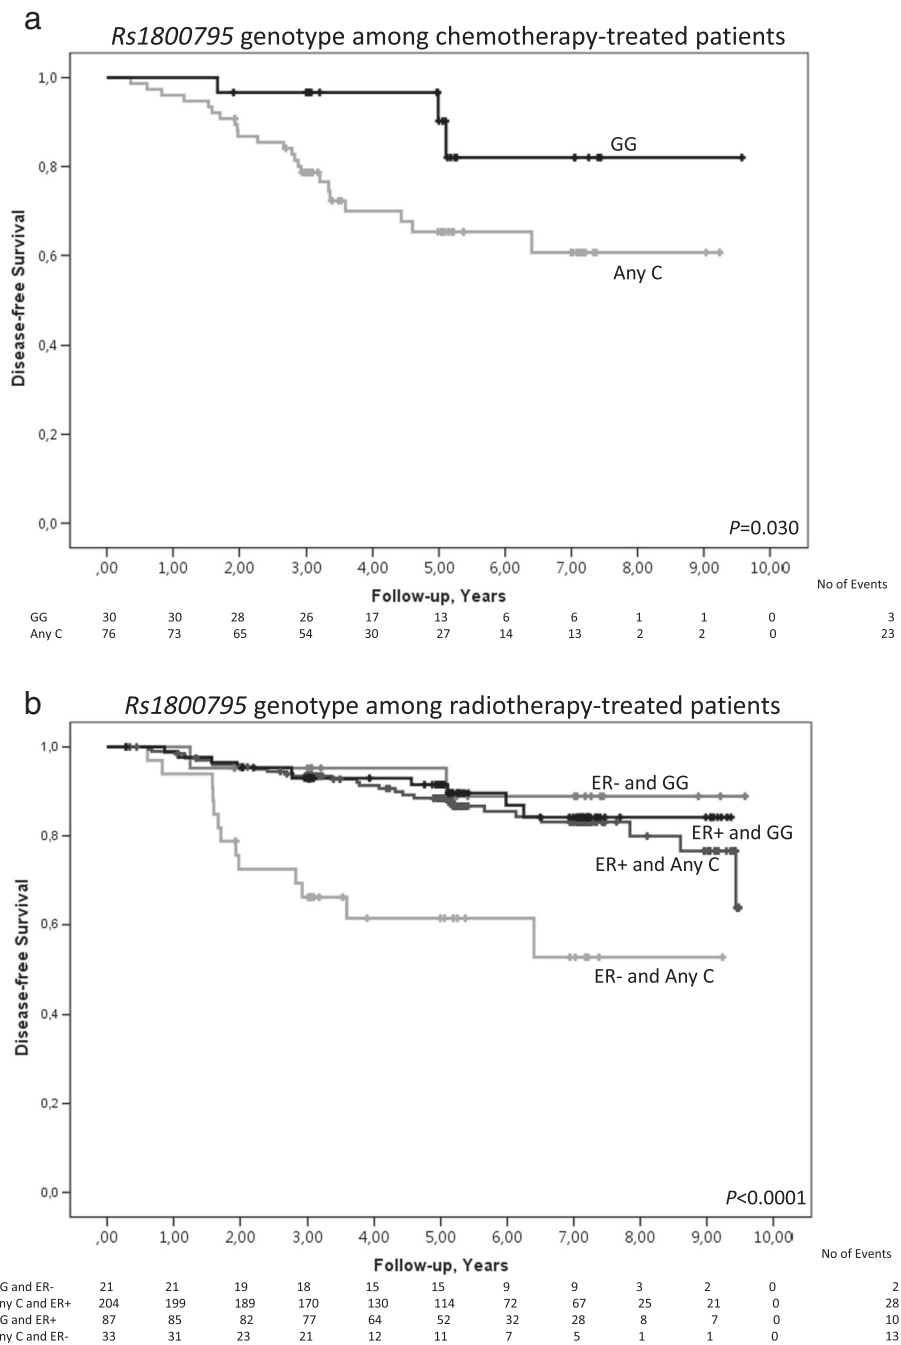 a
Rs1800795 genotype among chemotherapy-treated patients
1,0
0,8
0,6
0,4
0,2
0,0
Disease-free Survival
GG
Any C
P=0.030
,00 1,00 2,00 3,00 4,00 5,00 6,00 7,00 8,00 9,00 10,00
Follow-up, Years
No of Events
GG 30 30 28 26 17 13 6 6 1 1 0 3
Any C 76 73 65 54 30 27 14 13 2 2 0 23
b
Rs1800795 genotype among radiotherapy-treated patients
1,0
0,8
0,6
0,4
0,2
0,0
Disease-free Survival
ER- and GG
ER+ and GG
ER+ and Any C
ER- and Any C
P<0.0001
,00 1,00 2,00 3,00 4,00 5,00 6,00 7,00 8,00 9,00 10,00
Follow-up, Years
No of Events
G and ER- 21 21 19 18 15 15 9 9 3 2 0 2
ny C and ER+ 204 199 189 170 130 114 72 67 25 21 0 28
G and ER+ 87 85 82 77 64 52 32 28 8 7 0 10
ny C and ER- 33 31 23 21 12 11 7 5 1 1 0 13